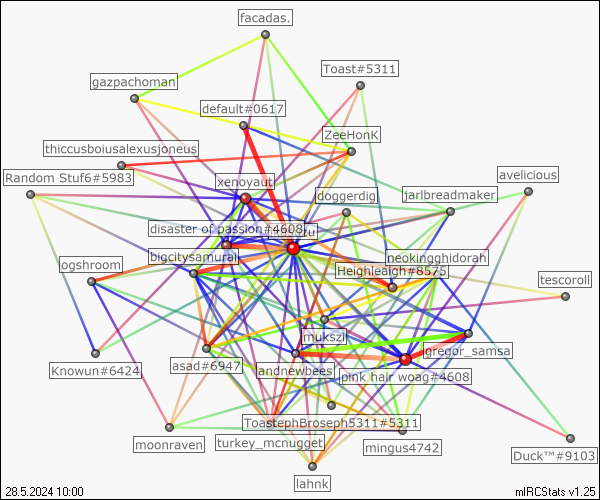 facadas.
Toast#5311
gazpachoman
default#0617
ZeeHonK
thiccusboiusalexusjoneus
Random Stuf6#5983
avelicious
xenoyaut
doggerdig
jarlbreadmaker
disaster of passion#4608
bigcitysamurai
neokingghidorah
ogshroom
Heighleigh#8575
tescoroll
mukszi
gregor_samsa
Knowun#6424
asad#6947
landnewbees
pink hair woag#4608
ToastephBroseph5311#5311
moonraven
turkey_mcnugget
mingus4742
Duck™#9103
lahnk
28.5.2024 10:00
mIRCStats v1.25